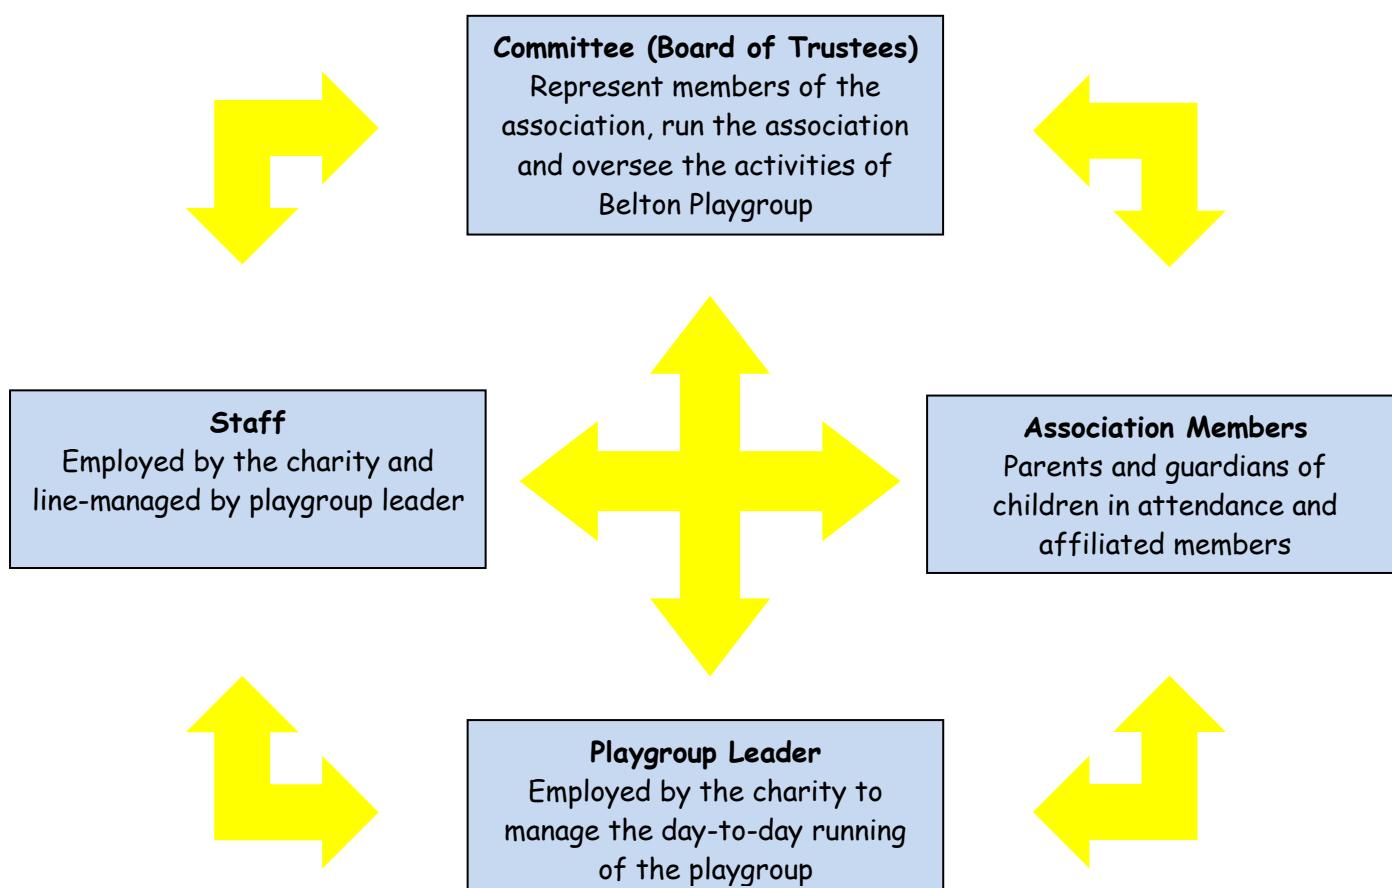 Committee (Board of Trustees)
Represent members of the
association, run the association
and oversee the activities of
Belton Playgroup
Staff
Employed by the charity and
line-managed by playgroup leader
Association Members
Parents and guardians of
children in attendance and
affiliated members
Playgroup Leader
Employed by the charity to
manage the day-to-day running
of the playgroup